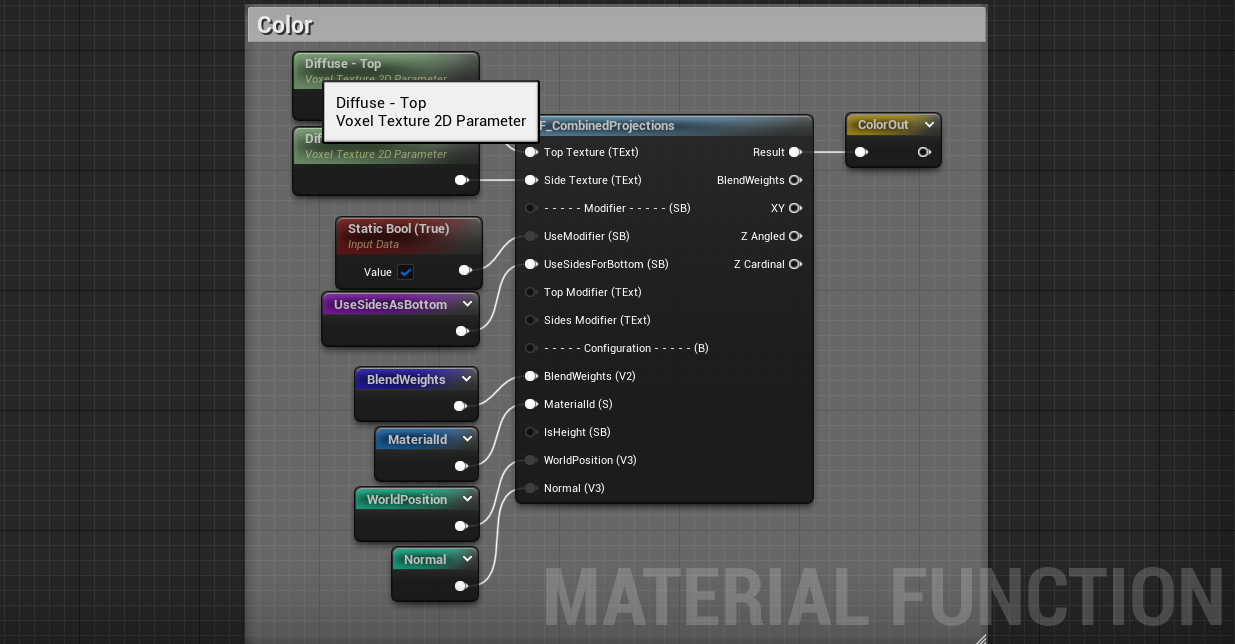 Color
Diffuse - Top
Voxel Texture 2D Parameter
Diffuse - Top
Voxel Texture 2D Parameter
Voxel Texture 2D Parameter
F_CombinedProjections
Top Texture (TExt)
Side Texture (TExt)
- - - - - Modifier - - - - - (SB)
UseModifier (SB)
UseSidesForBottom (SB)
Top Modifier (TExt)
Sides Modifier (TExt)
- - - - - Configuration - - - - - (B)
BlendWeights (V2)
MaterialId (S)
IsHeight (SB)
WorldPosition (V3)
Normal (V3)
Result
BlendWeights
XY
Z Angled
Z Cardinal
ColorOut
Static Bool (True)
Input Data
Value
UseSidesAsBottom
BlendWeights
MaterialId
WorldPosition
Normal
MATERIAL FUNCTION